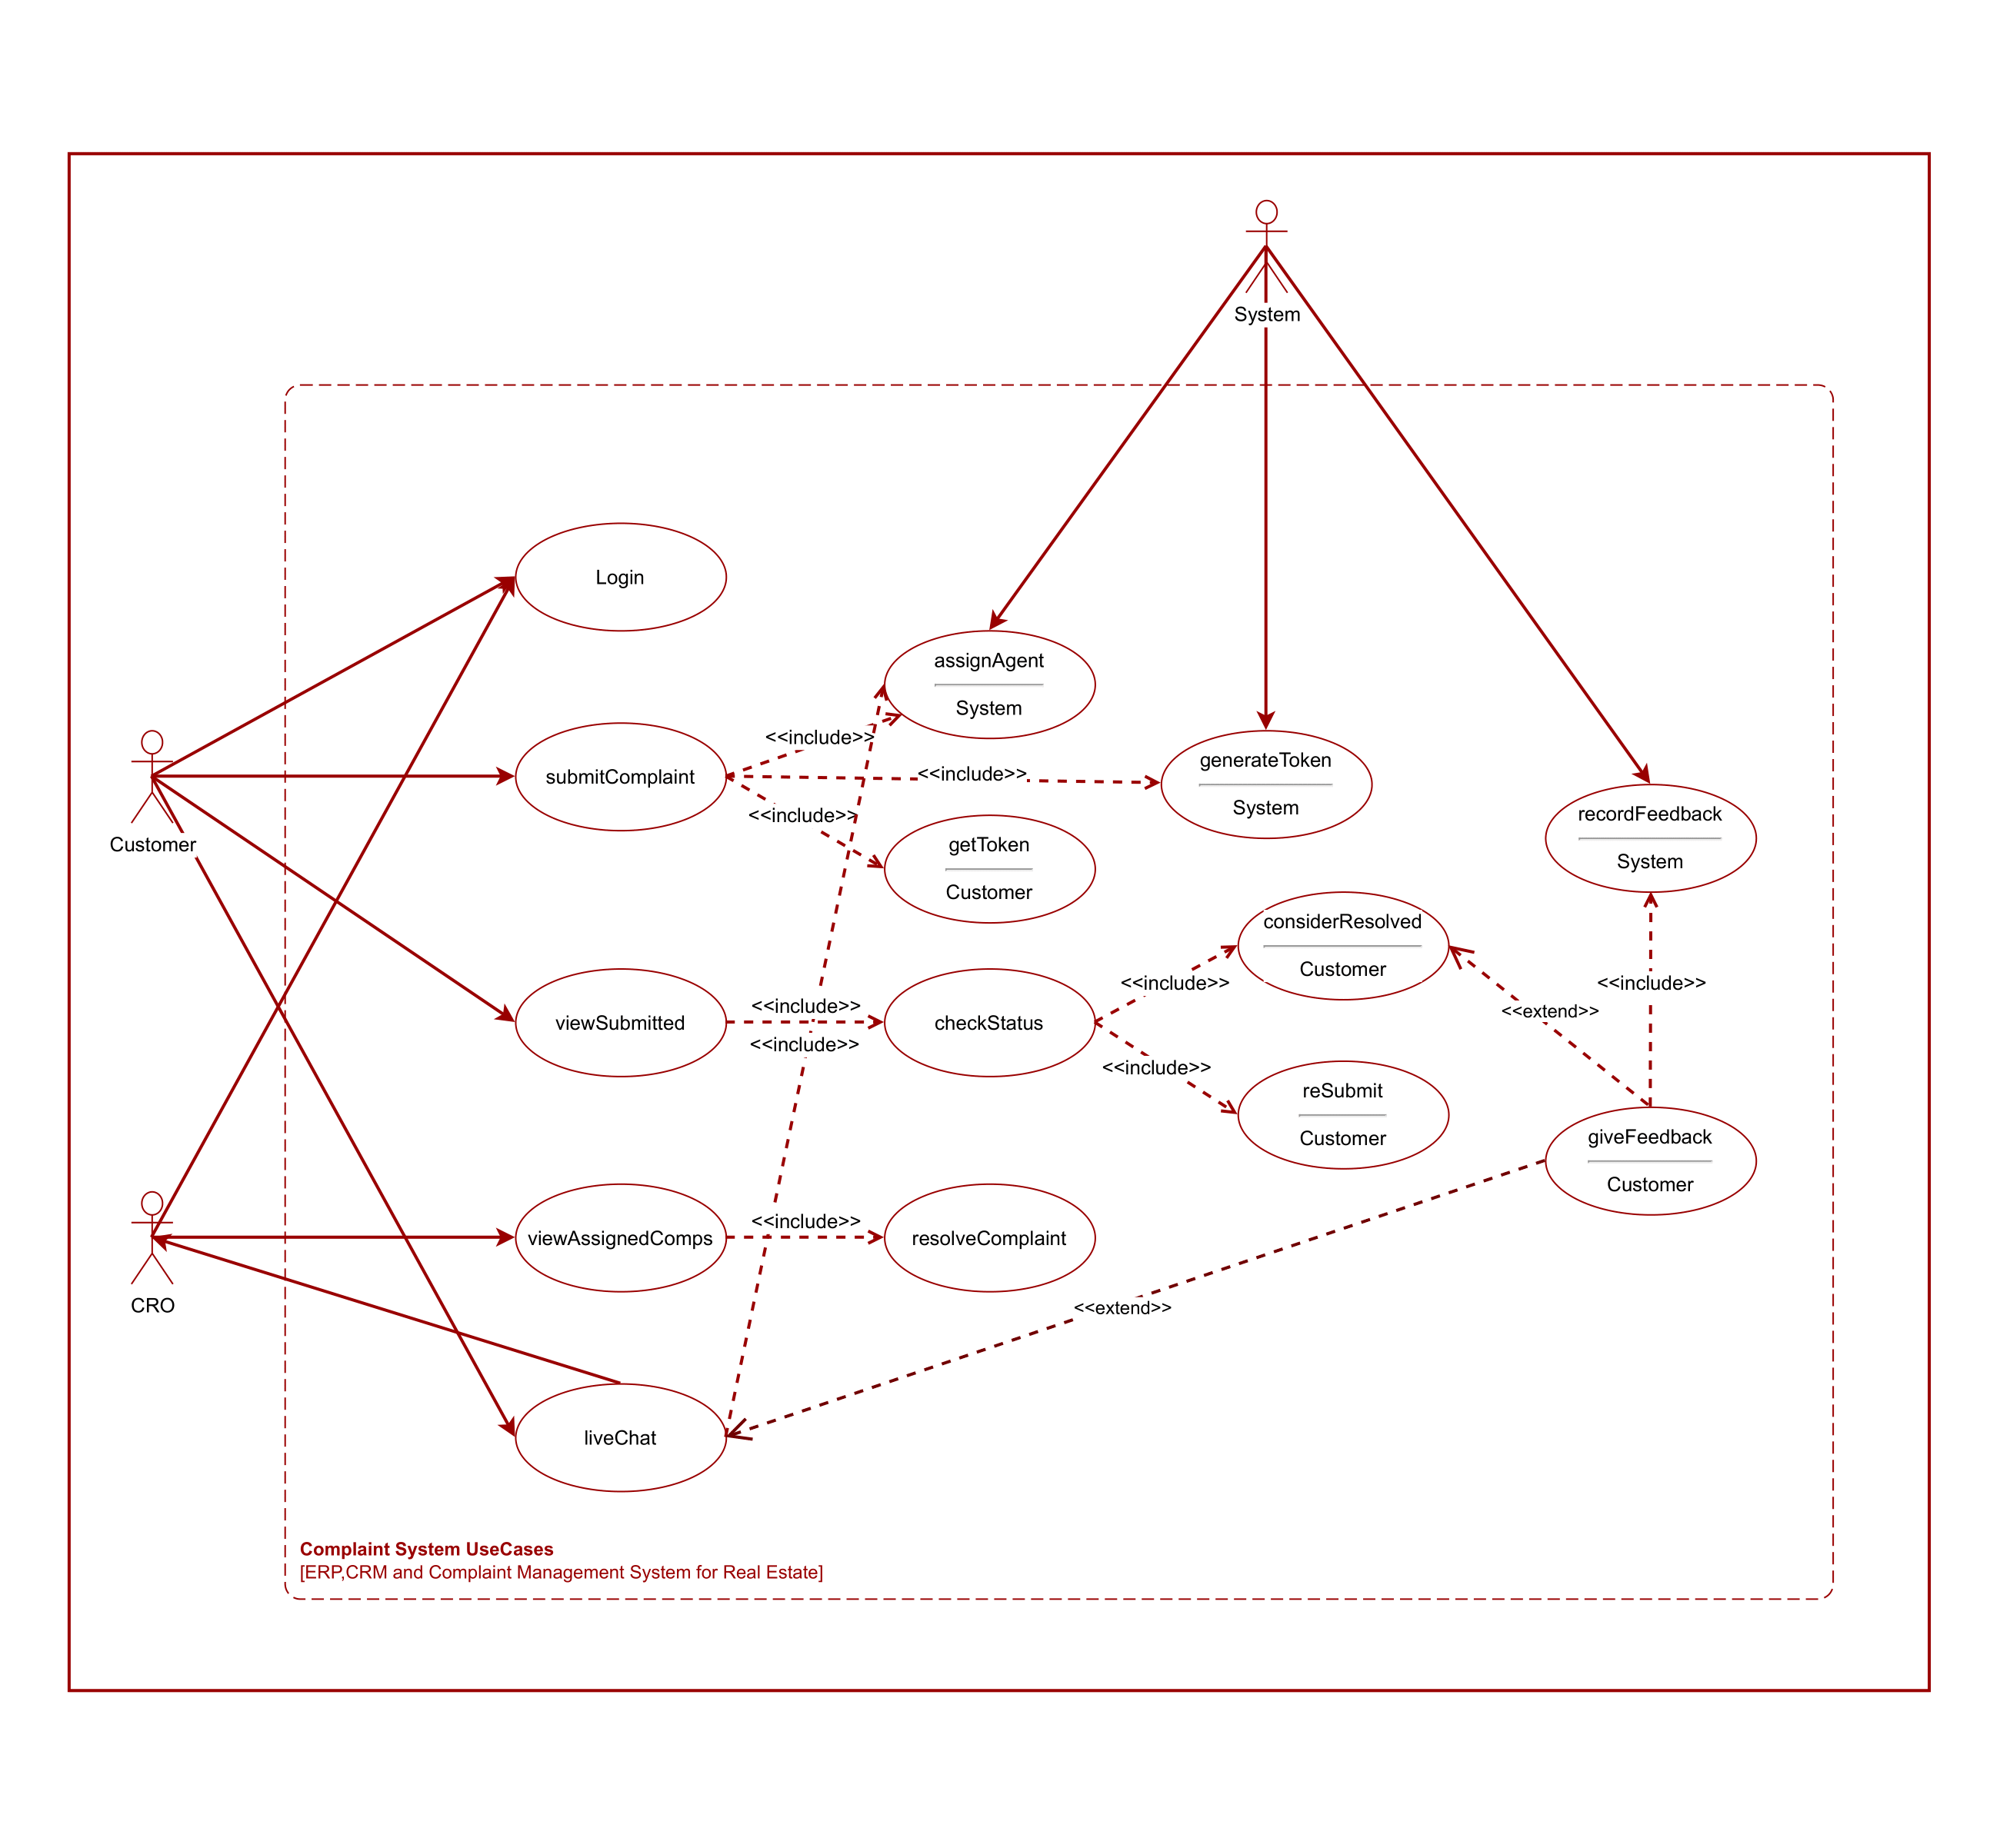 System
Login
assignAgent
System
<<include>>
submitComplaint
<<include>>
generateToken
System
<<include>>
recordFeedback
System
Customer
getToken
Customer
considerResolved
Customer
<<include>>
<<include>>
<<extend>>
<<include>>
viewSubmitted
checkStatus
<<include>>
<<include>>
reSubmit
Customer
giveFeedback
Customer
<<include>>
viewAssignedComps
resolveComplaint
CRO
<<extend>>
liveChat
Complaint System UseCases
[ERP,CRM and Complaint Management System for Real Estate]